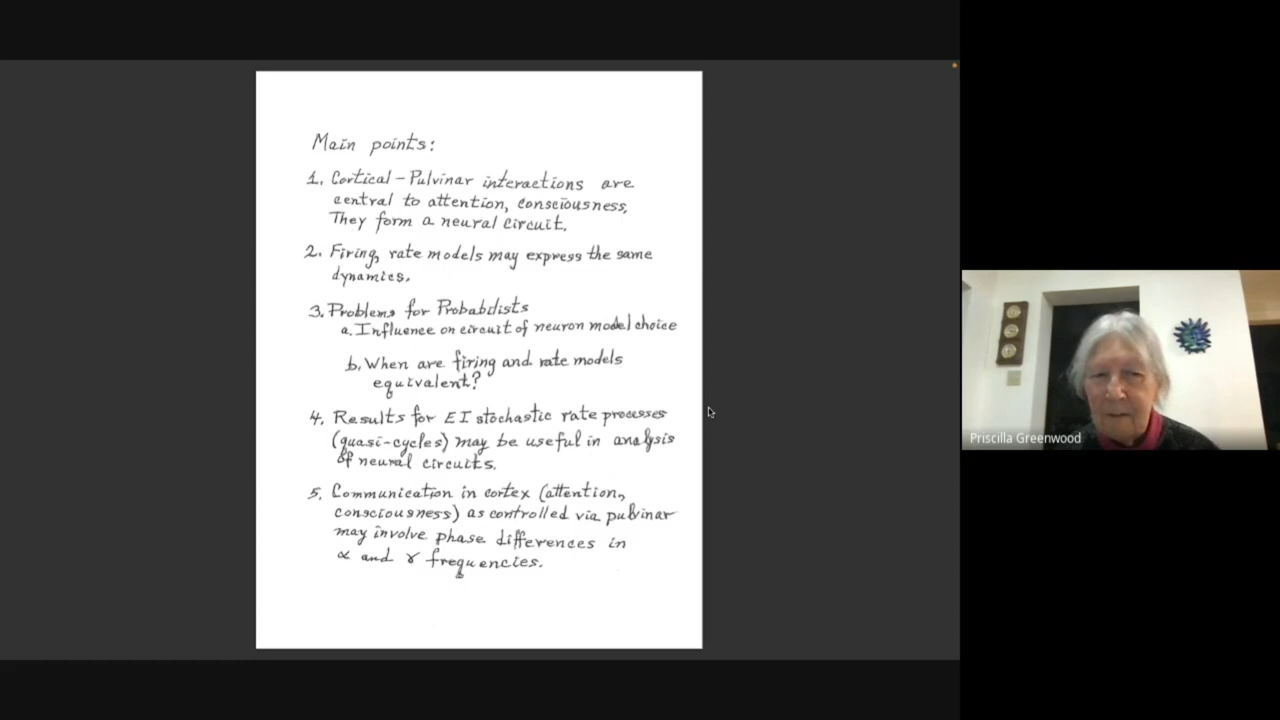 Main points:
1. Cortical - Pulvinar interactions are
central to attention, consciousness.
They form a neural circuit.
2. Firing, rate models may express the same
dynamics.
3. Problems for Probabilists
a. Influence on circuit of neuron model choice
b. When are firing and rate models
equivalent?
4. Results for EI stochastic rate processes
(quasi-cycles) may be useful in analysis
of neural circuits.
5. Communication in cortex (attention,
consciousness) as controlled via pulvinar
may involve phase differences in
α and γ frequencies.
Priscilla Greenwood